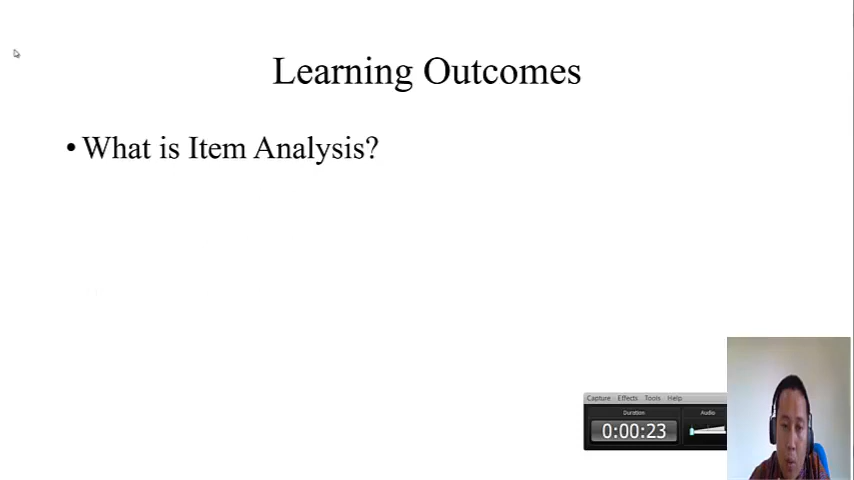 Learning Outcomes
• What is Item Analysis?
Capture Effects Tools Help
Duration Audio
0:00:23